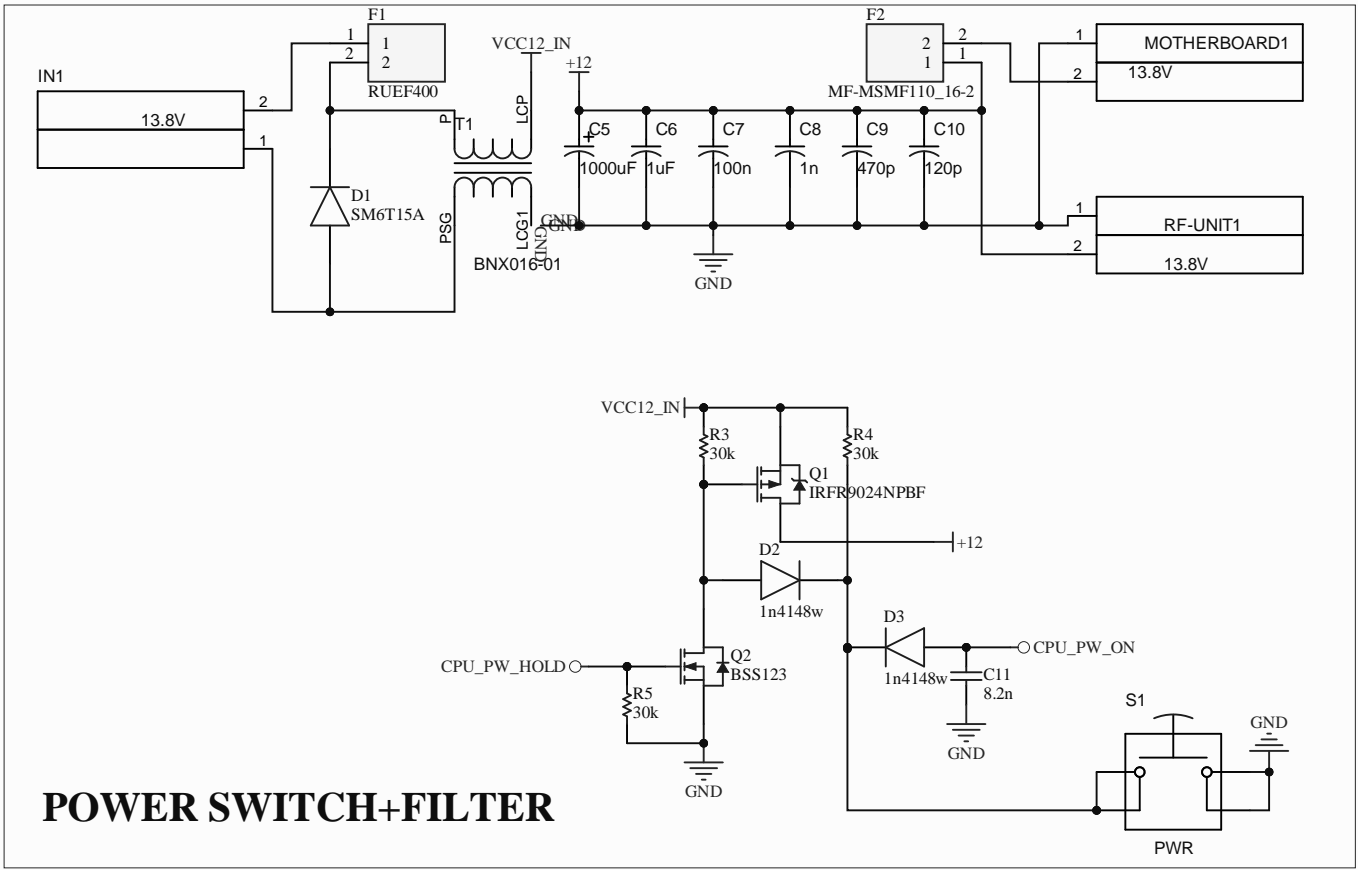 F1
1
2
1
2
RUEF400
VCC12_IN
+12
F2
2
1
2
1
MF-MSMF110_16-2
1
2
MOTHERBOARD1
13.8V
IN1
13.8V
2
1
P
T1
LCP
C5
+
1000uF
C6
1uF
C7
100n
C8
1n
C9
470p
C10
120p
D1
SM6T15A
PSG
LCG1
GND
GND
GND
BNX016-01
GND
1
2
RF-UNIT1
13.8V
VCC12_IN
R3
30k
R4
30k
Q1
IRFR9024NPBF
+12
D2
1n4148w
D3
1n4148w
CPU_PW_ON
C11
8.2n
GND
CPU_PW_HOLD
Q2
BSS123
R5
30k
GND
S1
GND
PWR
POWER SWITCH+FILTER